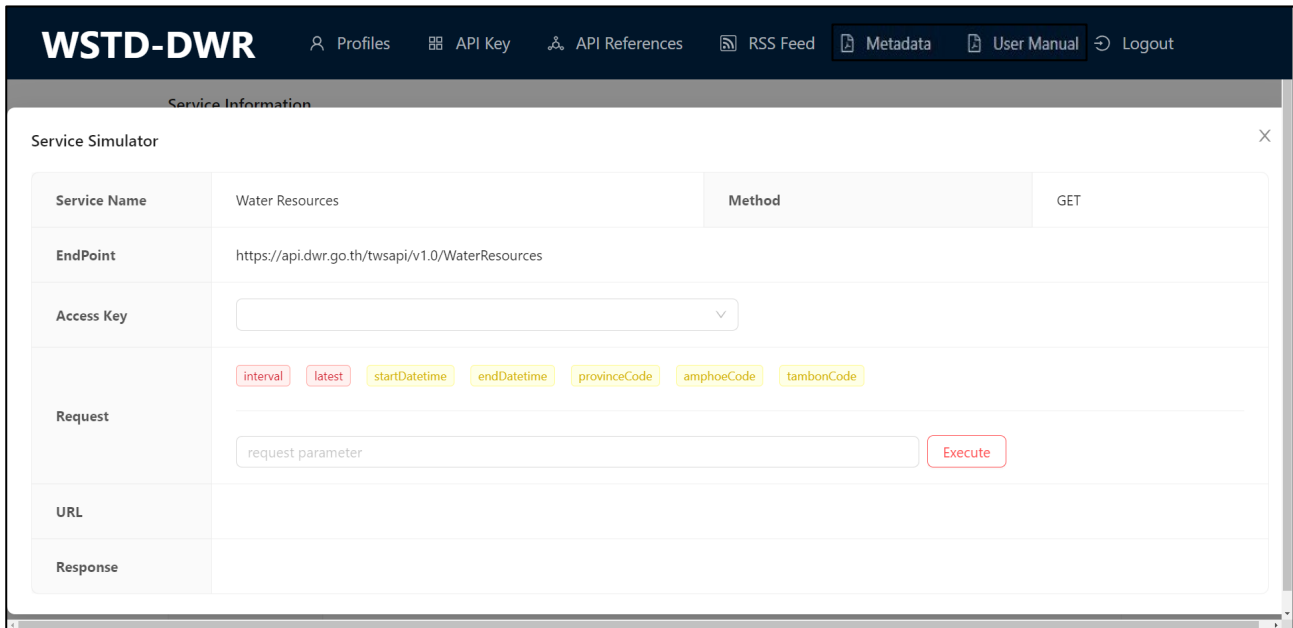 WSTD-DWR Profiles API Key API References RSS Feed Metadata User Manual Logout
Service Information
Service Simulator
Service Name Water Resources Method GET
EndPoint https://api.dwr.go.th/twsapi/v1.0/WaterResources
Access Key
interval latest startDatetime endDatetime provinceCode amphoeCode tambonCode
Request
request parameter Execute
URL
Response